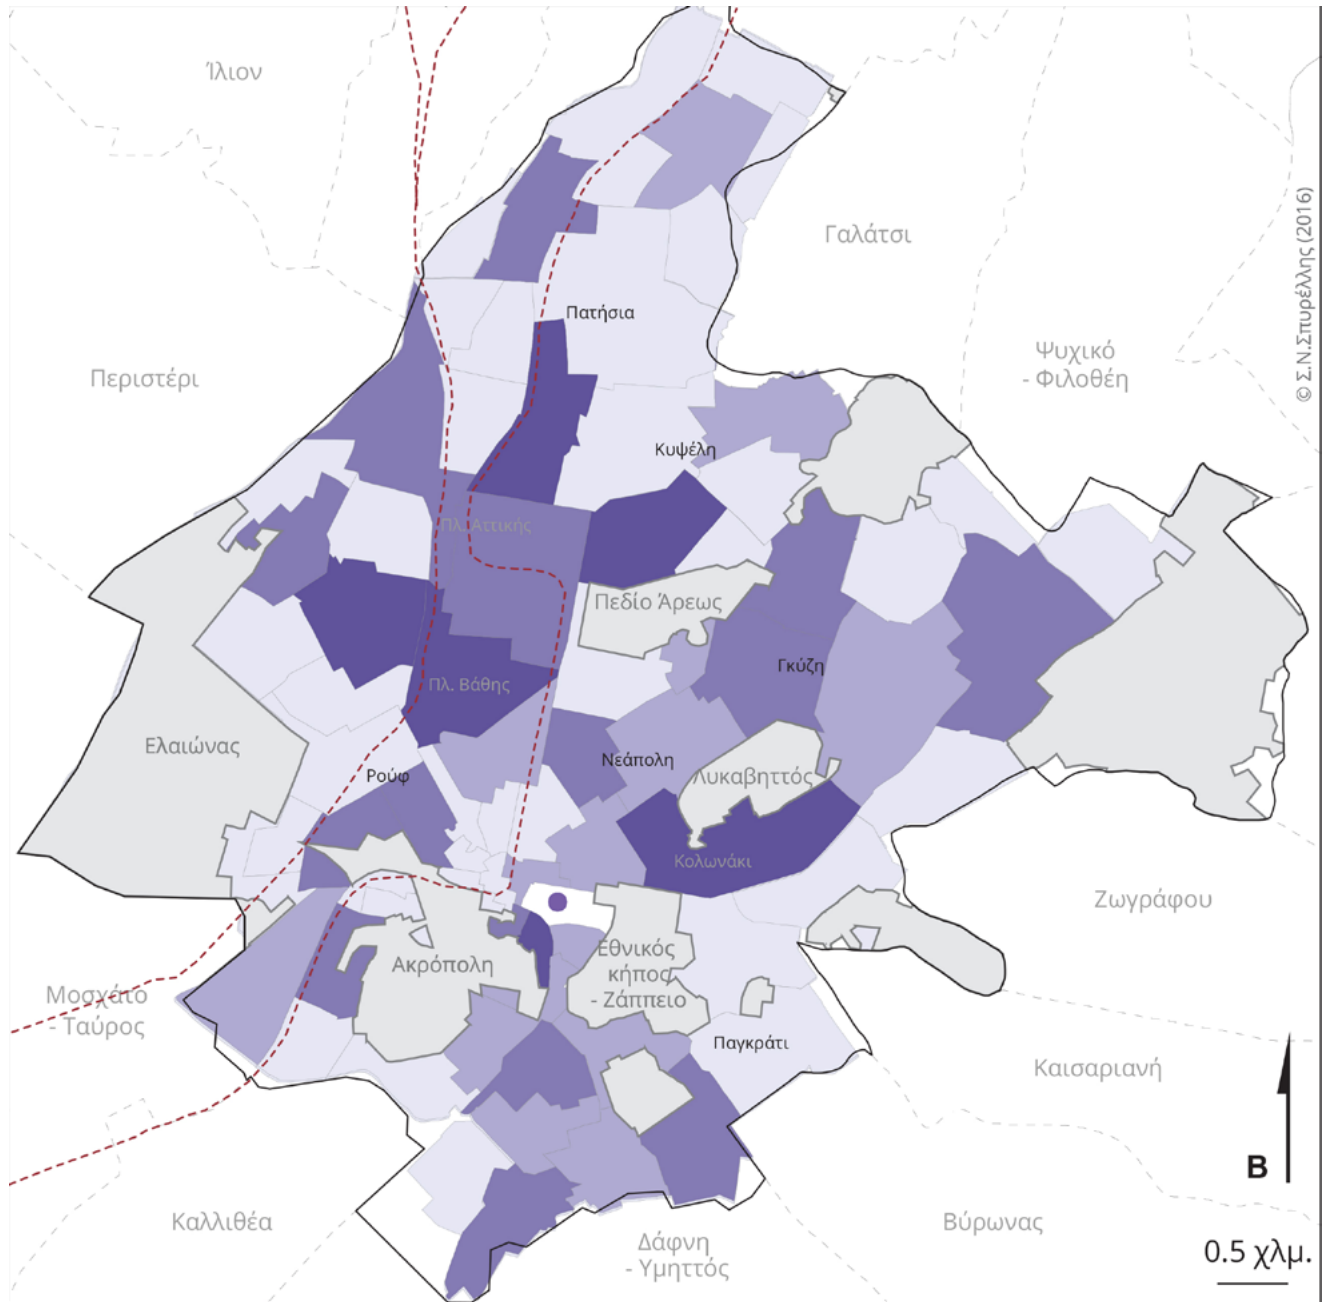 Ίλιον
© Σ.Ν.Σπυρέλλης (2016)
Γαλάτσι
Πατήσια
Ψυχικό
- Φιλοθέη
Περιστέρι
Κυψέλη
Πλ. Αττικής
Πεδίο Άρεως
Γκύζη
Πλ. Βάθης
Ελαιώνας
Νεάπολη
Ρούφ
Λυκαβηττός
Κολωνάκι
Ζωγράφου
Εθνικός
κήπος
- Ζάππειο
Ακρόπολη
Μοσχάτο
- Ταύρος
Παγκράτι
Καισαριανή
Β
Καλλιθέα
Βύρωνας
Δάφνη
- Υμηττός
0.5 χλμ.